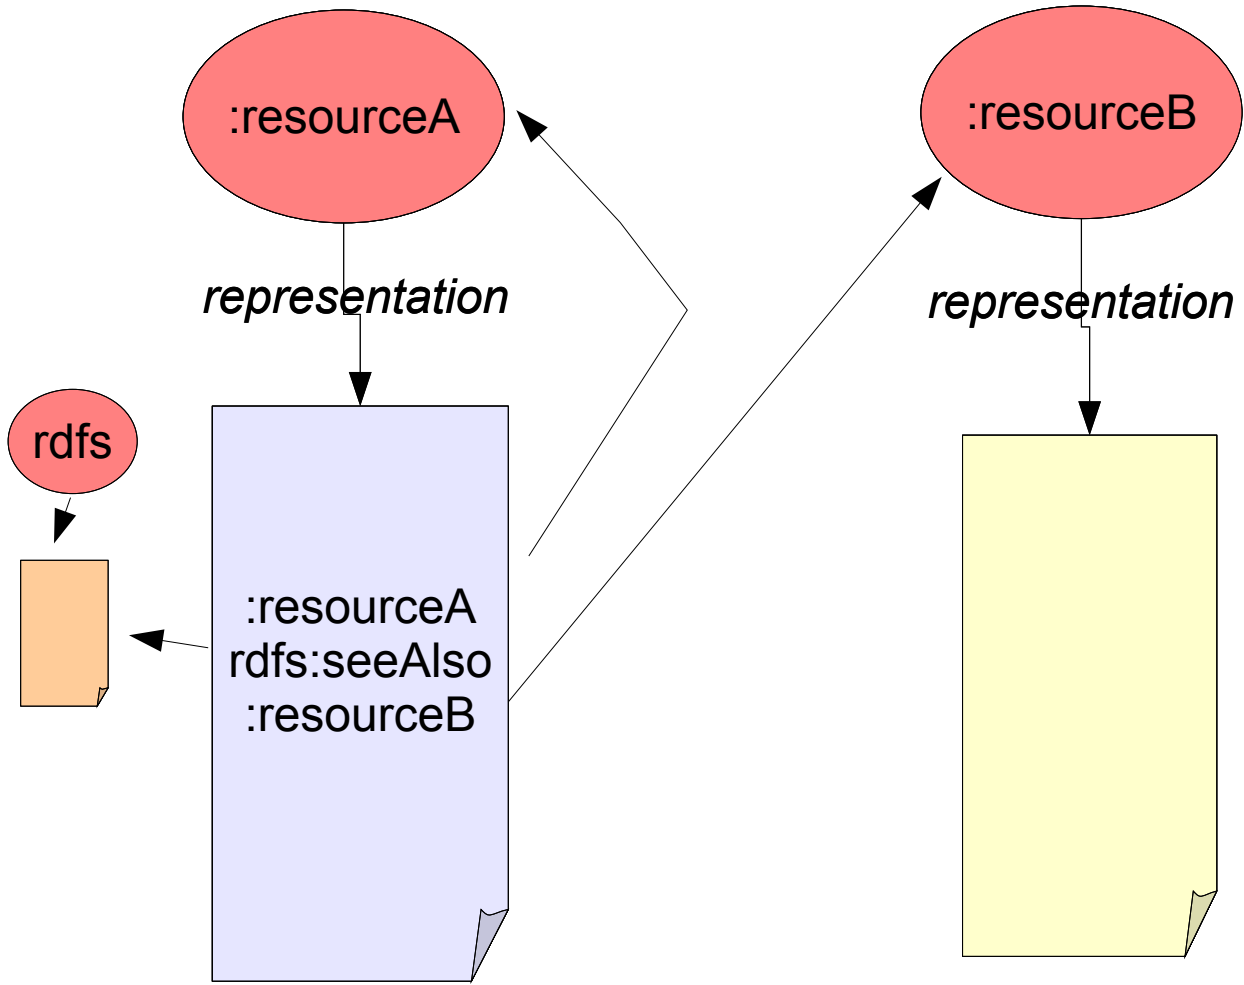 :resourceA
:resourceB
representation
representation
rdfs
:resourceA
rdfs:seeAlso
:resourceB